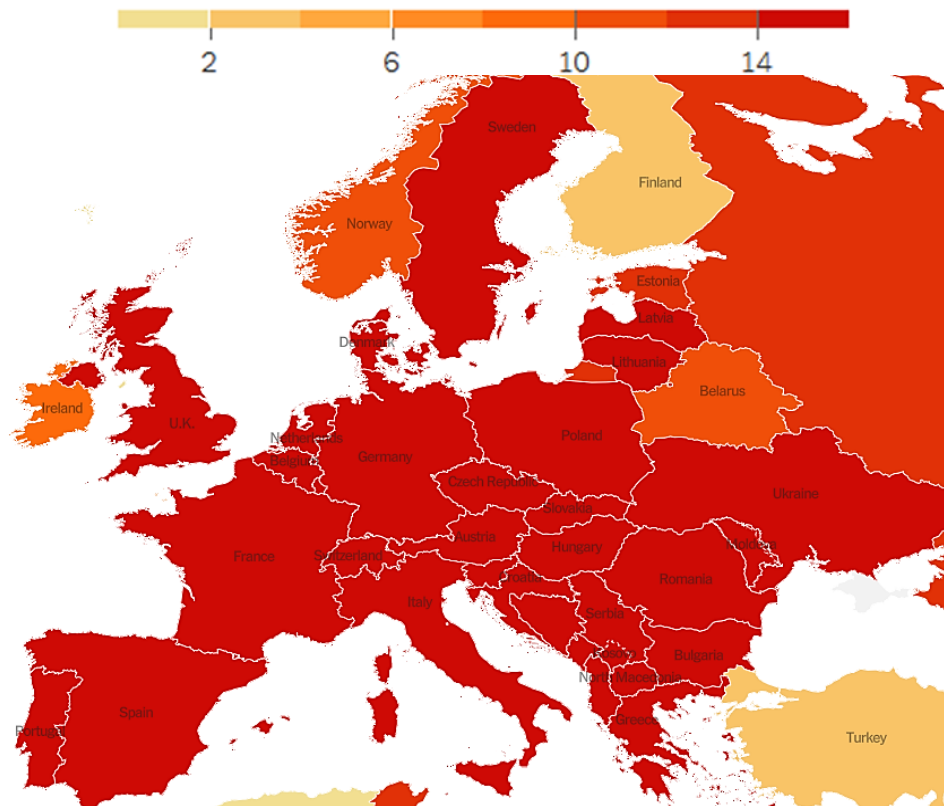 2 6 10 14
Sweden
Finland
Norway
Estonia
Latvia
Denmark
Lithuania
Belarus
Ireland
U.K.
Netherlands
Poland
Germany
Belgium
Czech Republic
Ukraine
Slovakia
Austria
Moldova
Hungary
France
Switzerland
Croatia
Romania
Italy
Serbia
Kosovo
Bulgaria
North Macedonia
Spain
Greece
Portugal
Turkey